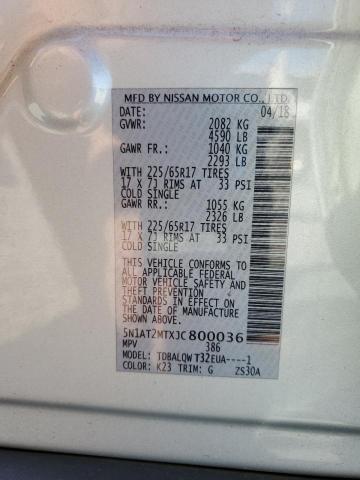 MFD BY NISSAN MOTOR CO., LTD.
DATE: 04/18
GVWR: 2082 KG
4590 LB
GAWR FR.: 1040 KG
2293 LB
WITH 225/65R17 TIRES
17 X 7J RIMS AT 33 PSI
COLD SINGLE
GAWR RR.: 1055 KG
2326 LB
WITH 225/65R17 TIRES
17 X 7J RIMS AT 33 PSI
COLD SINGLE
THIS VEHICLE CONFORMS TO
ALL APPLICABLE FEDERAL
MOTOR VEHICLE SAFETY AND
THEFT PREVENTION
STANDARDS IN EFFECT ON
THE DATE OF MANUFACTURE
SHOWN ABOVE.
5N1AT2MTXJC800036
MPV 386
MODEL: TDBALQWT32EUA----1
COLOR: K23 TRIM: G ZS30A